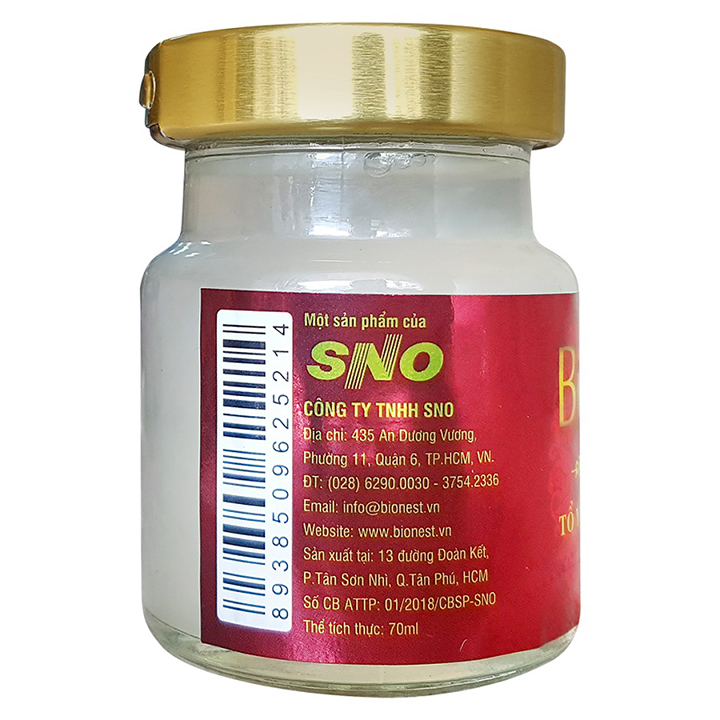 Một sản phẩm của
SNO
CÔNG TY TNHH SNO
Địa chỉ: 435 An Dương Vương,
Phường 11, Quận 6, TP.HCM, VN.
ĐT: (028) 6290.0030 - 3754.2336
Email: info@bionest.vn
Website: www.bionest.vn
Sản xuất tại: 13 đường Đoàn Kết,
P.Tân Sơn Nhì, Q.Tân Phú, HCM
Số CB ATTP: 01/2018/CBSP-SNO
Thể tích thực: 70ml
8938509625214
TỔ